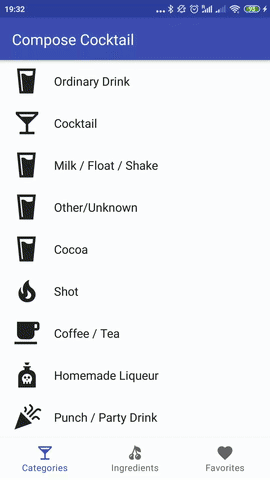 19:32
93
Compose Cocktail
Ordinary Drink
Cocktail
Milk / Float / Shake
Other/Unknown
Cocoa
Shot
Coffee / Tea
Homemade Liqueur
Punch / Party Drink
Categories
Ingredients
Favorites